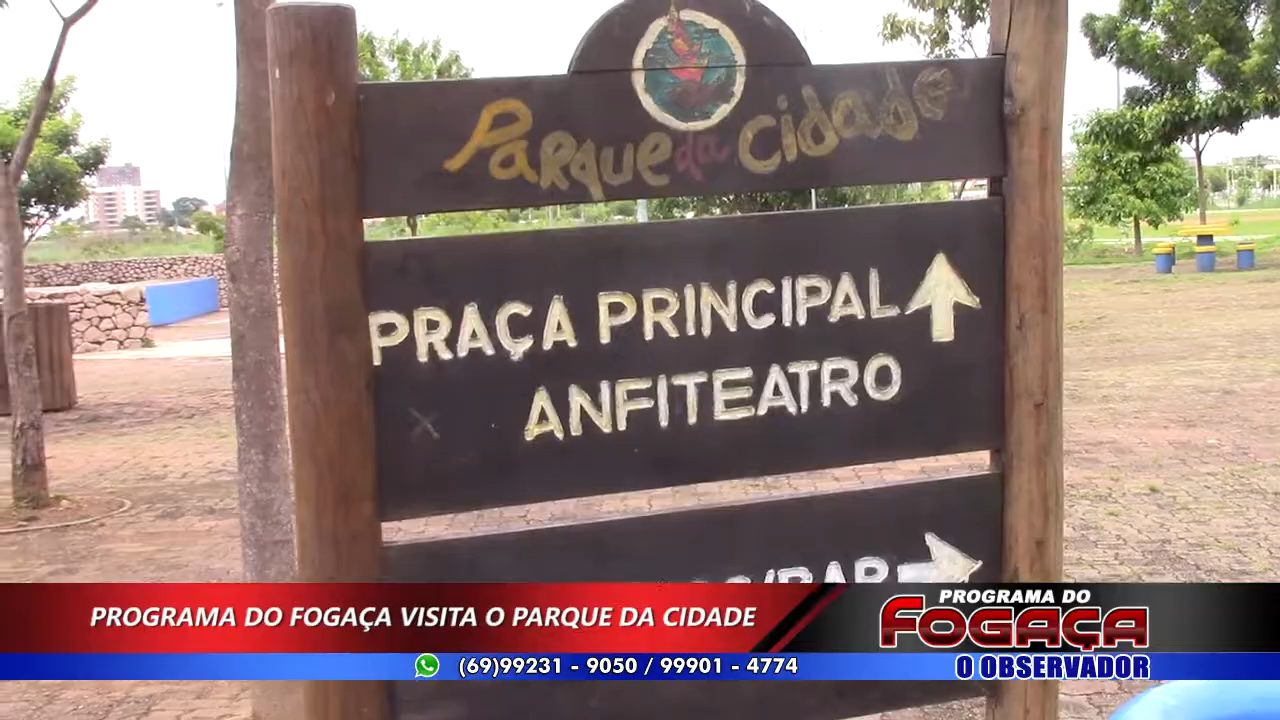 Parque da Cidade
PRAÇA PRINCIPAL
ANFITEATRO
PROGRAMA DO FOGAÇA VISITA O PARQUE DA CIDADE
PROGRAMA DO
FOGAÇA
O OBSERVADOR
(69)99231 - 9050 / 99901 - 4774